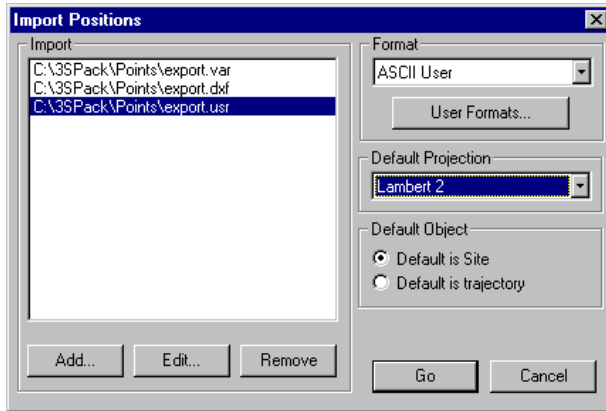 Import Positions
Import
C:\3SPack\Points\export.var
C:\3SPack\Points\export.dxf
C:\3SPack\Points\export.usr
Add...
Edit...
Remove
Format
ASCII User
User Formats...
Default Projection
Lambert 2
Default Object
Default is Site
Default is trajectory
Go
Cancel